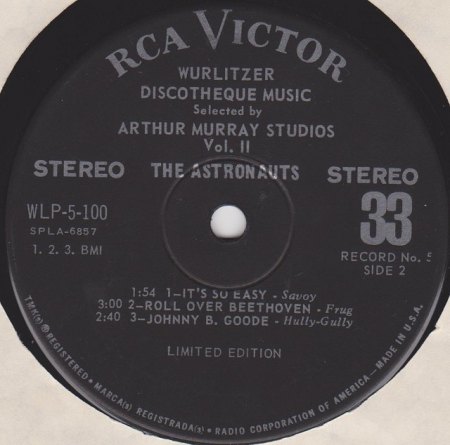 RCA VICTOR
WURLITZER
DISCOTHEQUE MUSIC
Selected by
ARTHUR MURRAY STUDIOS
Vol. II
STEREO THE ASTRONAUTS STEREO
WLP-5-100
33
SPLA-6857
1. 2. 3. BMI
RECORD No. 5
SIDE 2
1:54 1-IT'S SO EASY - Savoy
3:00 2-ROLL OVER BEETHOVEN - Frug
2:40 3-JOHNNY B. GOODE - Hully-Gully
LIMITED EDITION
TMK(s) ® REGISTERED • MARCA(s) REGISTRADA(s) • RADIO CORPORATION OF AMERICA - MADE IN U.S.A.